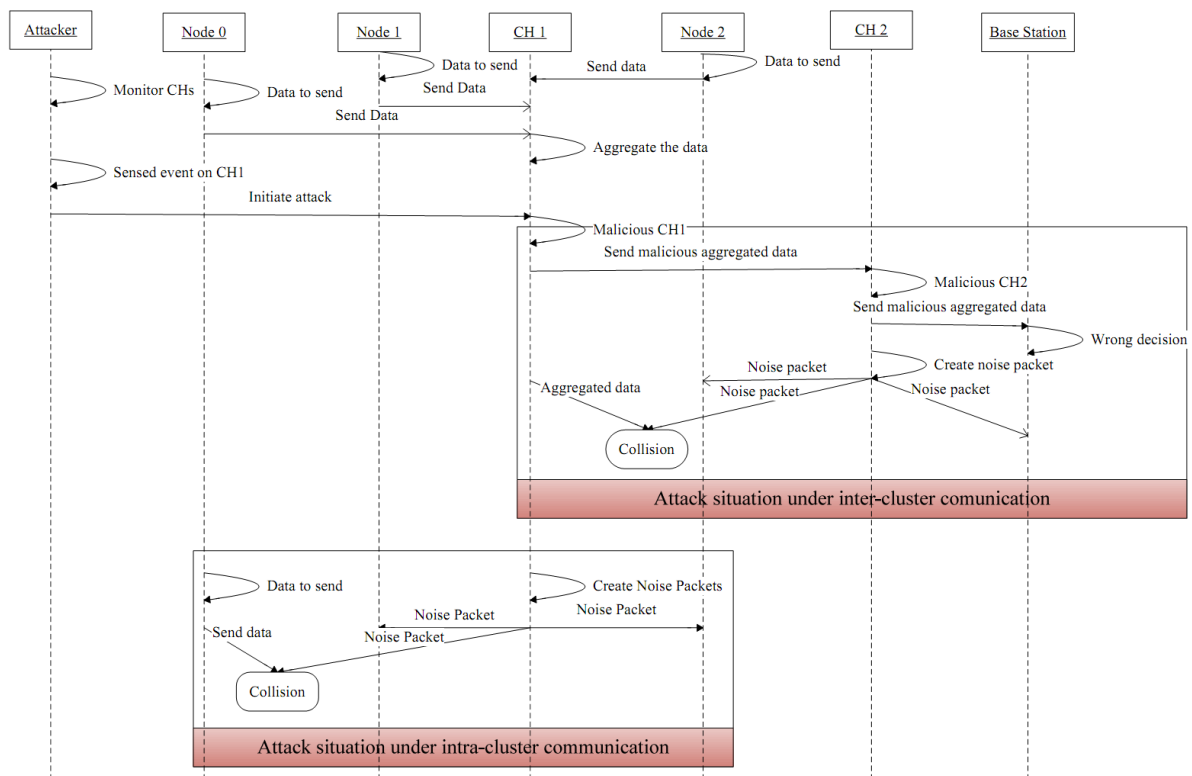 Attacker
Node 0
Node 1
CH 1
Node 2
CH 2
Base Station
Data to send
Send data
Data to send
Monitor CHs
Data to send
Send Data
Send Data
Aggregate the data
Sensed event on CH1
Initiate attack
Malicious CH1
Send malicious aggregated data
Malicious CH2
Send malicious aggregated data
Wrong decision
Create noise packet
Noise packet
Aggregated data
Noise packet
Noise packet
Collision
Attack situation under inter-cluster comunication
Data to send
Create Noise Packets
Noise Packet
Noise Packet
Send data
Noise Packet
Collision
Attack situation under intra-cluster communication